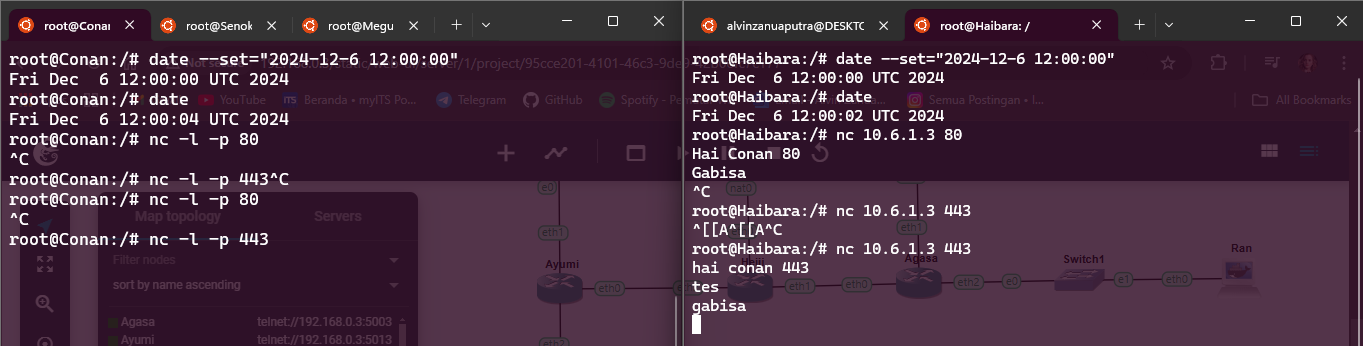 root@Conan
root@Senok
root@Megu
root@Conan:/# date --set="2024-12-6 12:00:00"
Fri Dec  6 12:00:00 UTC 2024
root@Conan:/# date
Fri Dec  6 12:00:04 UTC 2024
root@Conan:/# nc -l -p 80
^C
root@Conan:/# nc -l -p 443^C
root@Conan:/# nc -l -p 80
^C
root@Conan:/# nc -l -p 443
YouTube
Beranda • myITS Po...
Telegram
GitHub
Map topology
Servers
Filter nodes
sort by name ascending
Agasa telnet://192.168.0.3:5003
Ayumi telnet://192.168.0.3:5013
e0
eth1
Ayumi
eth0
alvinzanuaputra@DESKTO
root@Haibara: /
root@Haibara:/# date --set="2024-12-6 12:00:00"
Fri Dec  6 12:00:00 UTC 2024
root@Haibara:/# date
Fri Dec  6 12:00:02 UTC 2024
root@Haibara:/# nc 10.6.1.3 80
Hai Conan 80
Gabisa
^C
root@Haibara:/# nc 10.6.1.3 443
^[[A^[[A^C
root@Haibara:/# nc 10.6.1.3 443
hai conan 443
tes
gabisa
Semua Postingan • I...
All Bookmarks
nat0
eth1
eth1
eth0
Agasa
eth2
e0
Switch1
e1
eth0
Ran